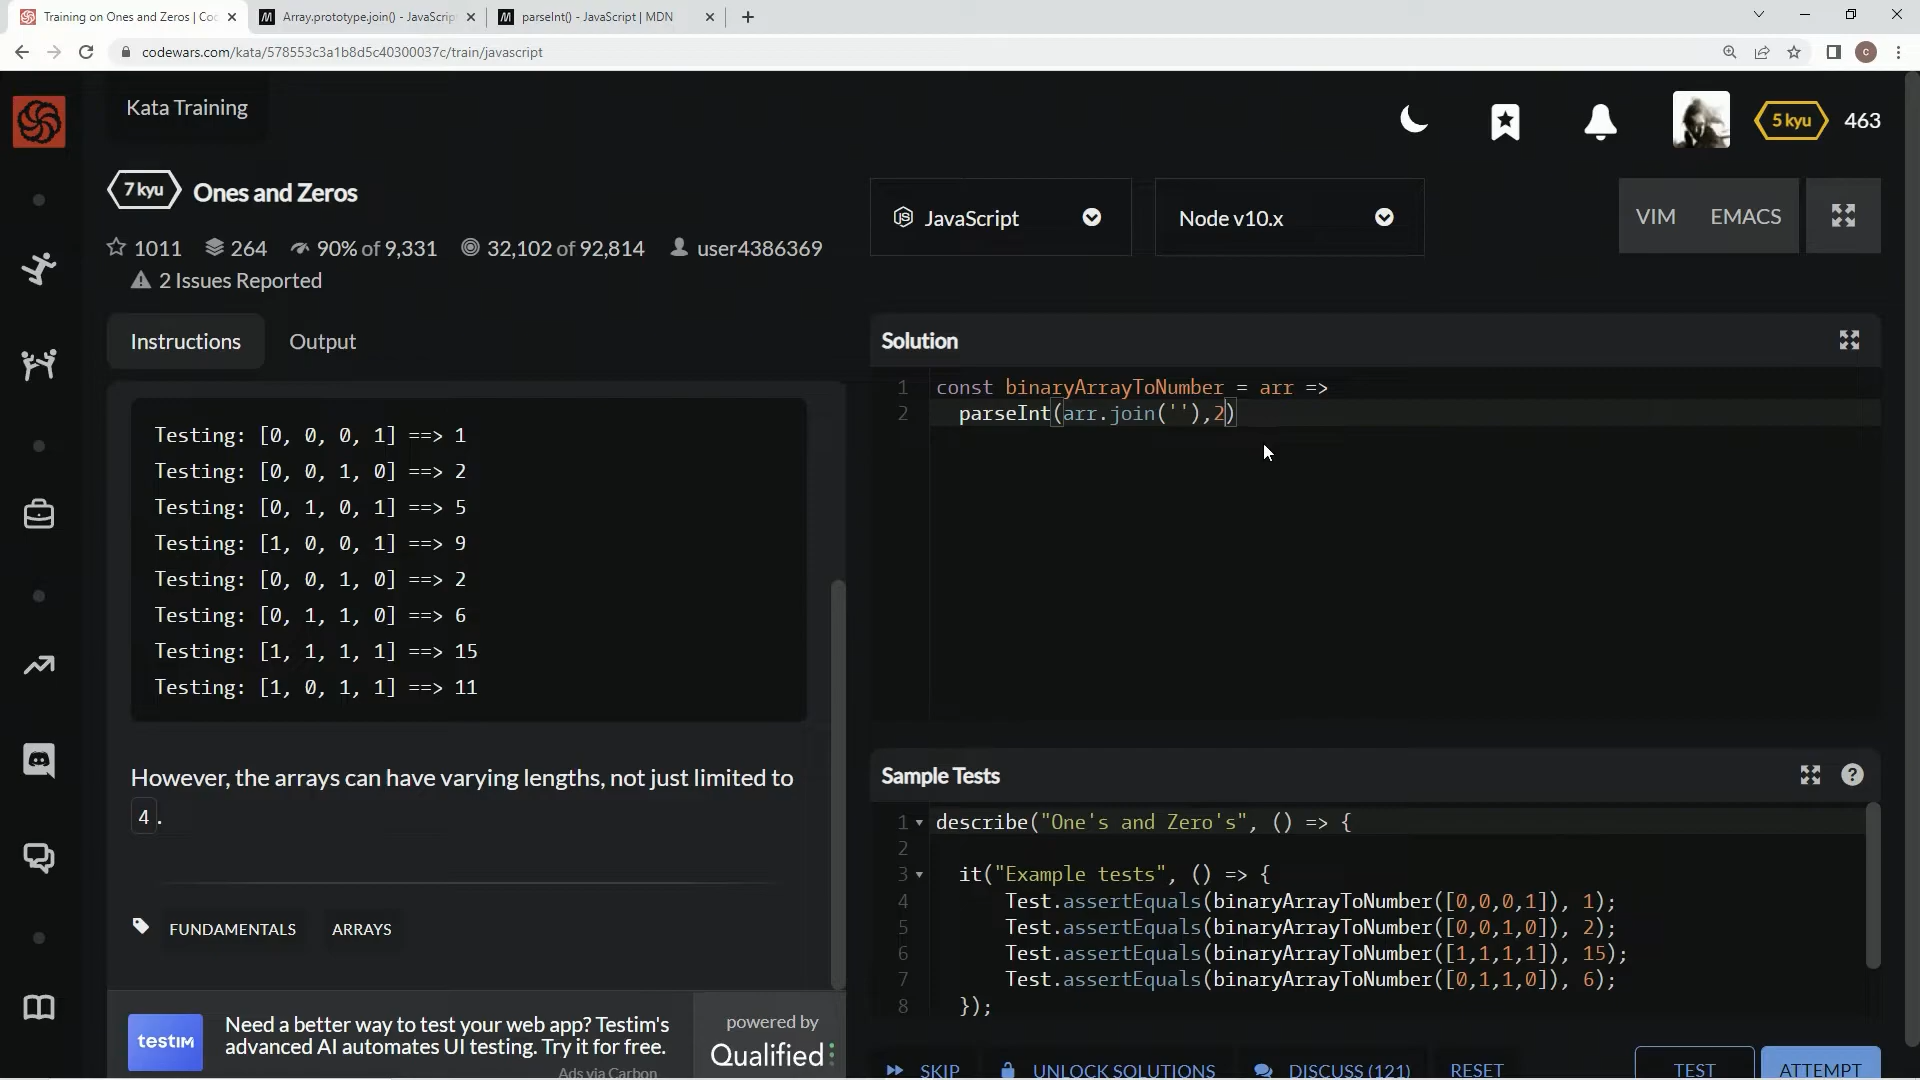 Training on Ones and Zeros | Co
Array.prototype.join() - JavaScrip
parseInt() - JavaScript | MDN
codewars.com/kata/578553c3a1b8d5c40300037c/train/javascript
C
Kata Training
5 kyu
463
7 kyu
Ones and Zeros
JavaScript
Node v10.x
VIM
EMACS
1011
264
90% of 9,331
32,102 of 92,814
user4386369
2 Issues Reported
Instructions
Output
Testing: [0, 0, 0, 1] ==> 1
Testing: [0, 0, 1, 0] ==> 2
Testing: [0, 1, 0, 1] ==> 5
Testing: [1, 0, 0, 1] ==> 9
Testing: [0, 0, 1, 0] ==> 2
Testing: [0, 1, 1, 0] ==> 6
Testing: [1, 1, 1, 1] ==> 15
Testing: [1, 0, 1, 1] ==> 11
However, the arrays can have varying lengths, not just limited to
4.
FUNDAMENTALS
ARRAYS
testim
Need a better way to test your web app? Testim's
advanced AI automates UI testing. Try it for free.
Ads via Carbon
powered by
Qualified
Solution
1 const binaryArrayToNumber = arr =>
2 parseInt(arr.join(''),2)
Sample Tests
1 describe("One's and Zero's", () => {
2
3 it("Example tests", () => {
4 Test.assertEquals(binaryArrayToNumber([0,0,0,1]), 1);
5 Test.assertEquals(binaryArrayToNumber([0,0,1,0]), 2);
6 Test.assertEquals(binaryArrayToNumber([1,1,1,1]), 15);
7 Test.assertEquals(binaryArrayToNumber([0,1,1,0]), 6);
8 });
SKIP
UNLOCK SOLUTIONS
DISCUSS (121)
RESET
TEST
ATTEMPT